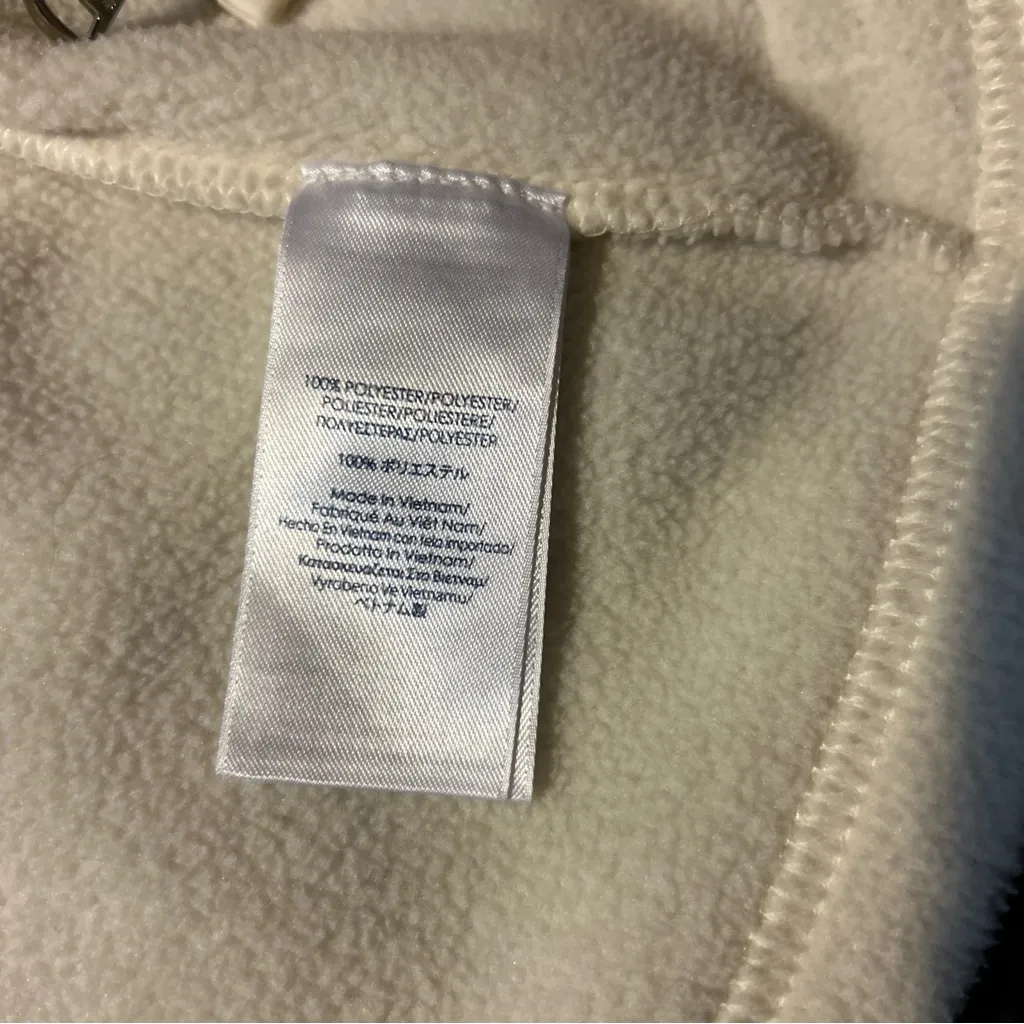 100% POLYESTER/POLYESTER/
POLIESTER/POLIESTERE/
ΠΟΛΥΕΣΤΕΡΑΣ/POLYESTER
100% ポリエステル
Made In Vietnam/
Fabriqué Au Viêt Nam/
Hecho En Vietnam con tela importada/
Prodotto In Vietnam/
Κατασκευάζεται Στο Βιετναμ/
Vyrobeno ve Vietnamu/
ベトナム製